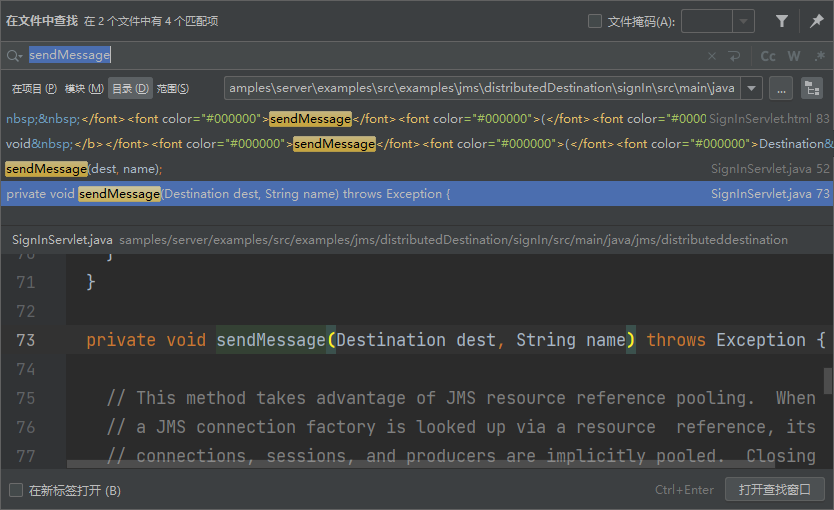 在文件中查找 在 2 个文件中有 4 个匹配项 文件掩码(A):
sendMessage Cc W .*
在项目 (P) 模块 (M) 目录 (D) 范围(S) amples\server\examples\src\examples\jms\distributedDestination\signIn\src\main\java ...
nbsp;&nbsp;</font><font color="#000000">sendMessage</font><font color="#000000">(</font><font color="#000C SignInServlet.html 83
void&nbsp;</b></font><font color="#000000">sendMessage</font><font color="#000000">(</font><font color="#000000">Destination&
sendMessage(dest, name); SignInServlet.java 52
private void sendMessage(Destination dest, String name) throws Exception { SignInServlet.java 73
SignInServlet.java samples/server/examples/src/examples/jms/distributedDestination/signIn/src/main/java/jms/distributeddestination
70 }
71 }
72
73 private void sendMessage(Destination dest, String name) throws Exception {
74
75 // This method takes advantage of JMS resource reference pooling. When
76 // a JMS connection factory is looked up via a resource reference, its
77 // connections, sessions, and producers are implicitly pooled. Closing
在新标签打开 (B) Ctrl+Enter 打开查找窗口